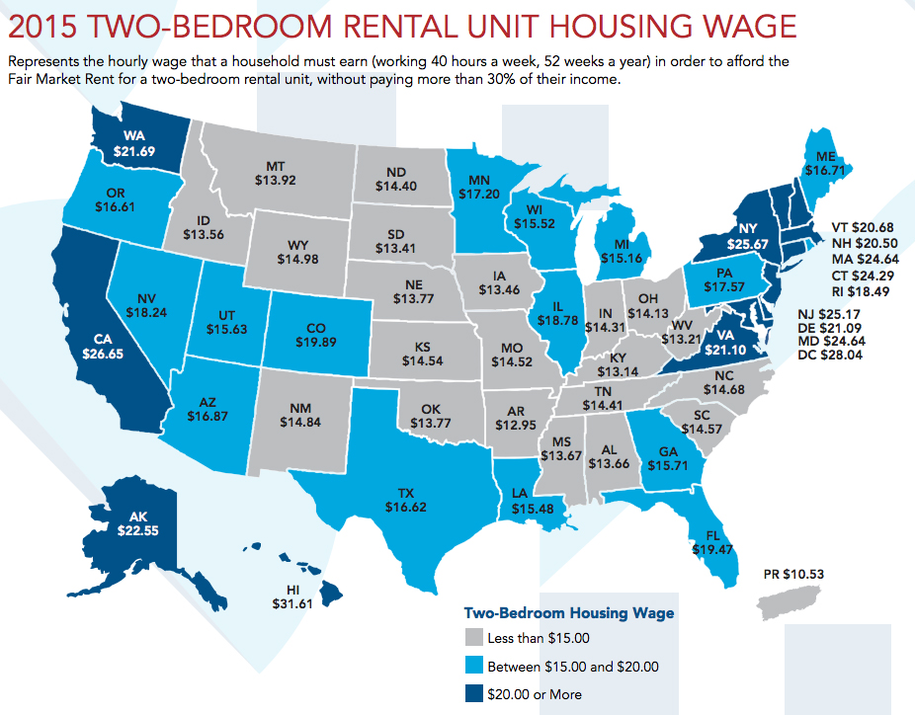 2015 TWO-BEDROOM RENTAL UNIT HOUSING WAGE
Represents the hourly wage that a household must earn (working 40 hours a week, 52 weeks a year) in order to afford the
Fair Market Rent for a two-bedroom rental unit, without paying more than 30% of their income.
WA
$21.69
OR
$16.61
ID
$13.56
MT
$13.92
ND
$14.40
MN
$17.20
WI
$15.52
MI
$15.16
NY
$25.67
ME
$16.71
VT $20.68
NH $20.50
MA $24.64
CT $24.29
RI $18.49
NJ $25.17
DE $21.09
MD $24.64
DC $28.04
WY
$14.98
SD
$13.41
NE
$13.77
IA
$13.46
IL
$18.78
IN
$14.31
OH
$14.13
PA
$17.57
WV
$13.21
VA
$21.10
CA
$26.65
NV
$18.24
UT
$15.63
CO
$19.89
KS
$14.54
MO
$14.52
KY
$13.14
NC
$14.68
TN
$14.41
SC
$14.57
AZ
$16.87
NM
$14.84
OK
$13.77
AR
$12.95
MS
$13.67
AL
$13.66
GA
$15.71
TX
$16.62
LA
$15.48
FL
$19.47
AK
$22.55
HI
$31.61
PR $10.53
Two-Bedroom Housing Wage
Less than $15.00
Between $15.00 and $20.00
$20.00 or More